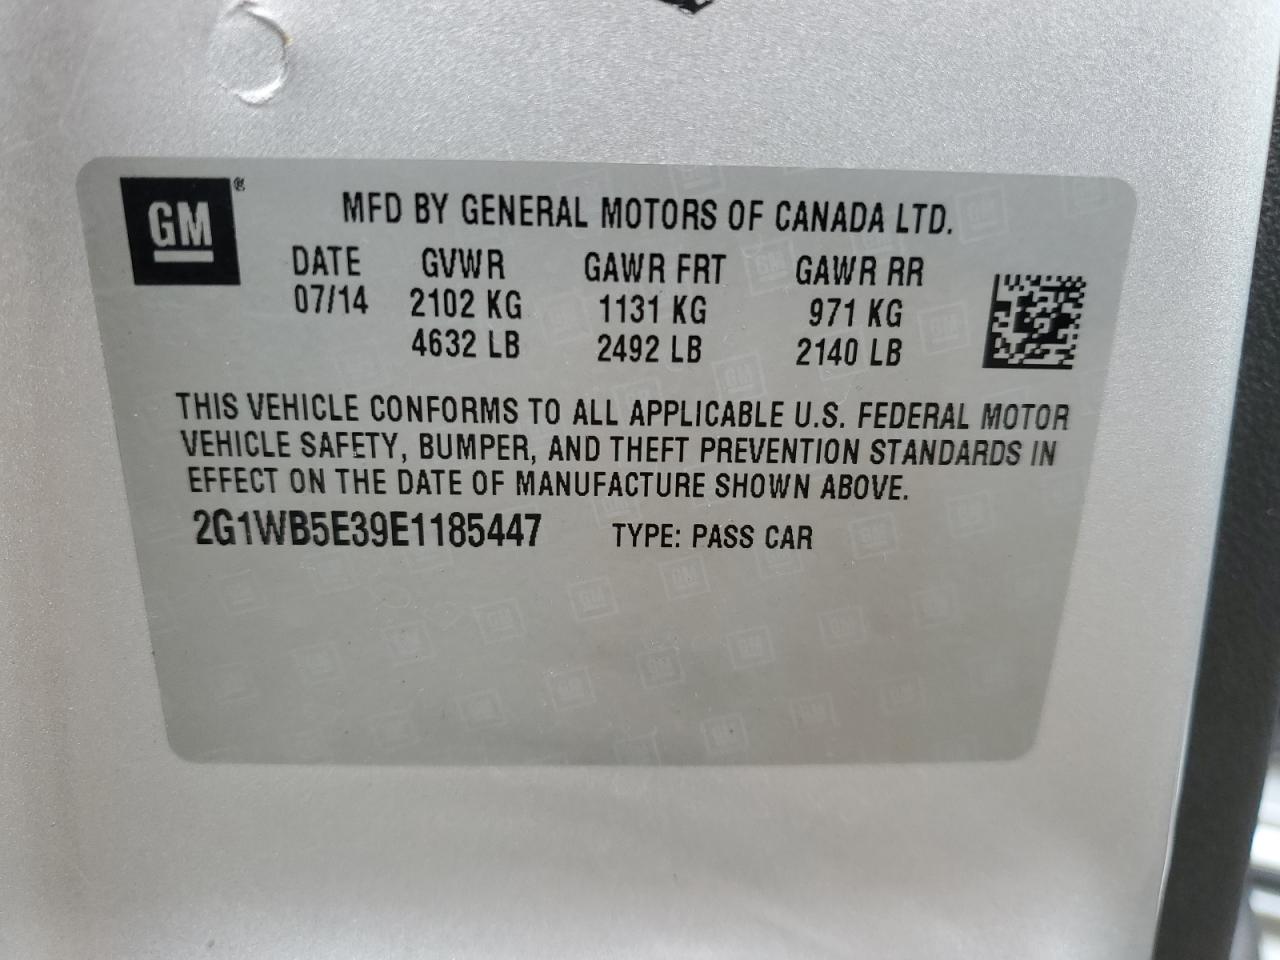 GM®
MFD BY GENERAL MOTORS OF CANADA LTD.
DATE GVWR GAWR FRT GAWR RR
07/14 2102 KG 1131 KG 971 KG
4632 LB 2492 LB 2140 LB
THIS VEHICLE CONFORMS TO ALL APPLICABLE U.S. FEDERAL MOTOR
VEHICLE SAFETY, BUMPER, AND THEFT PREVENTION STANDARDS IN
EFFECT ON THE DATE OF MANUFACTURE SHOWN ABOVE.
2G1WB5E39E1185447 TYPE: PASS CAR